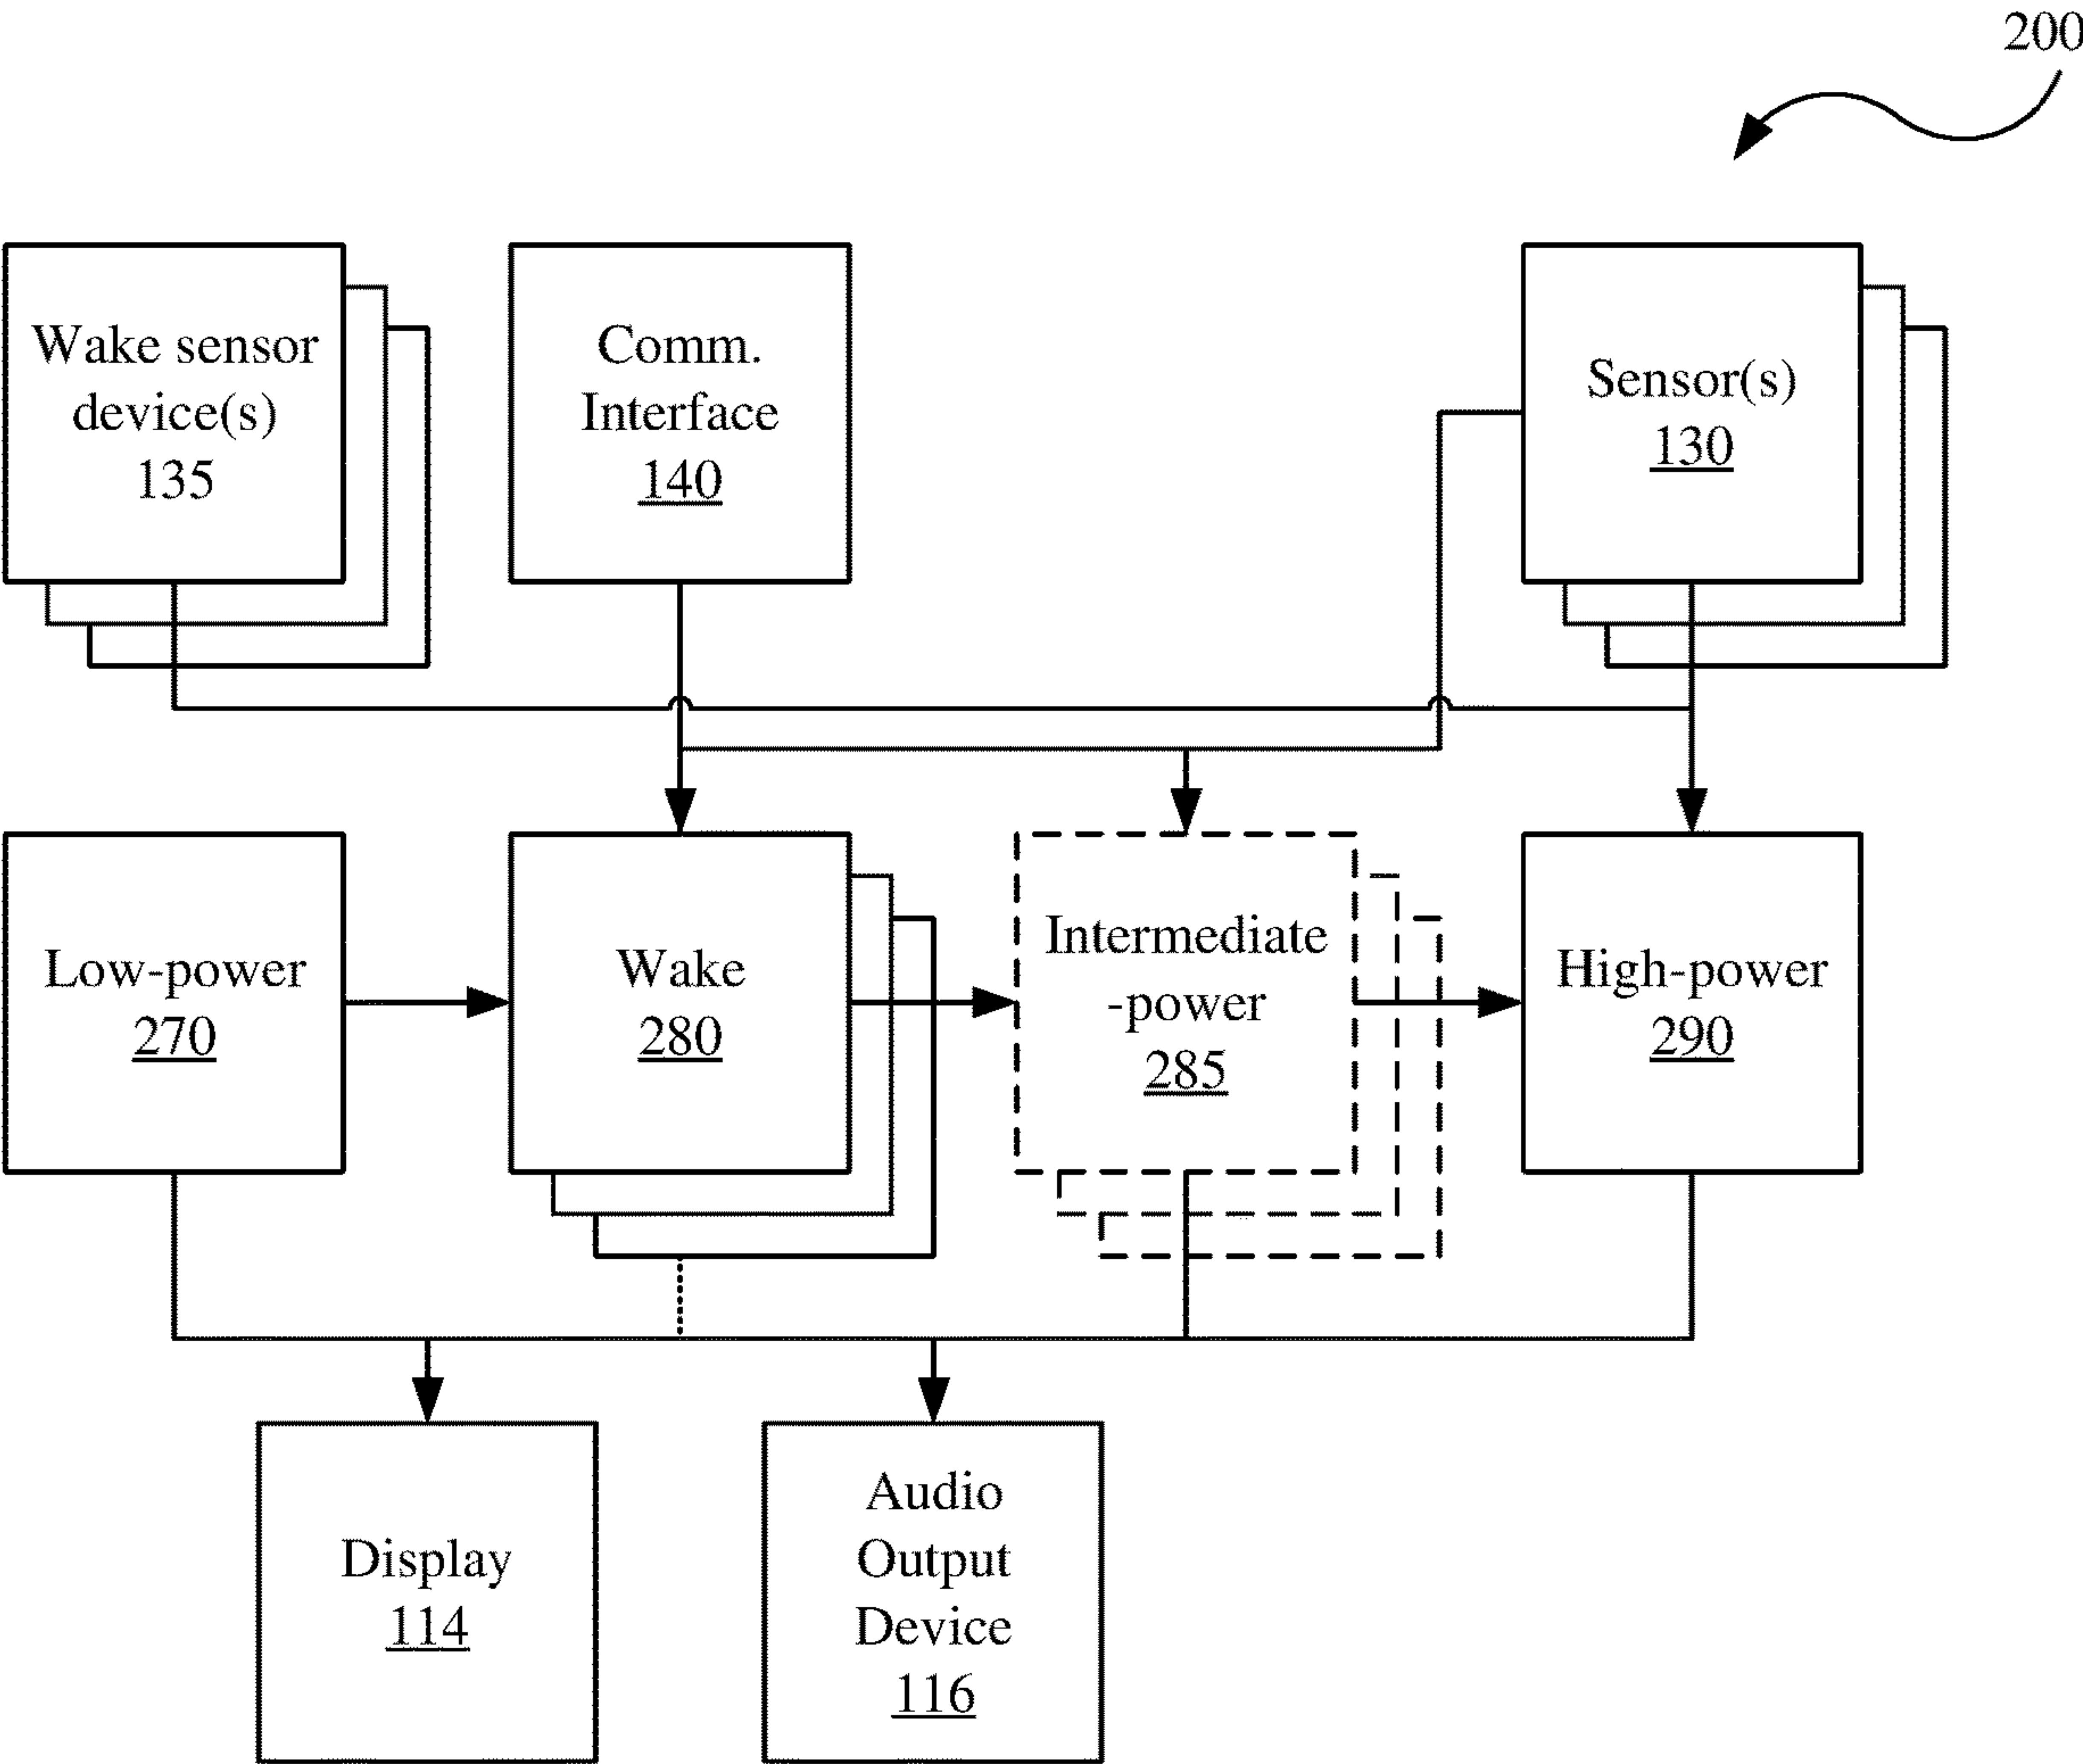 200
Wake sensor
device(s)
135
Comm.
Interface
140
Sensor(s)
130
Low-power
270
Wake
280
Intermediate
-power
285
High-power
290
Display
114
Audio
Output
Device
116